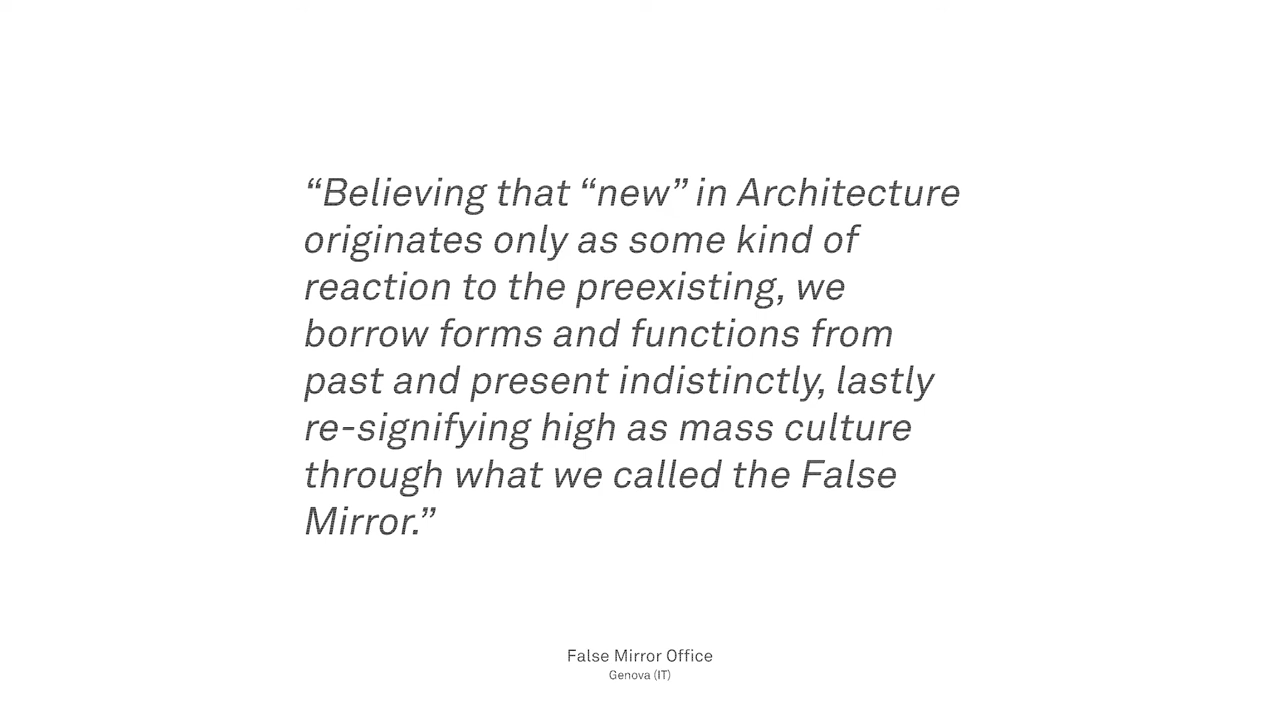 “Believing that “new” in Architecture
originates only as some kind of
reaction to the preexisting, we
borrow forms and functions from
past and present indistinctly, lastly
re-signifying high as mass culture
through what we called the False
Mirror.”
False Mirror Office
Genova (IT)